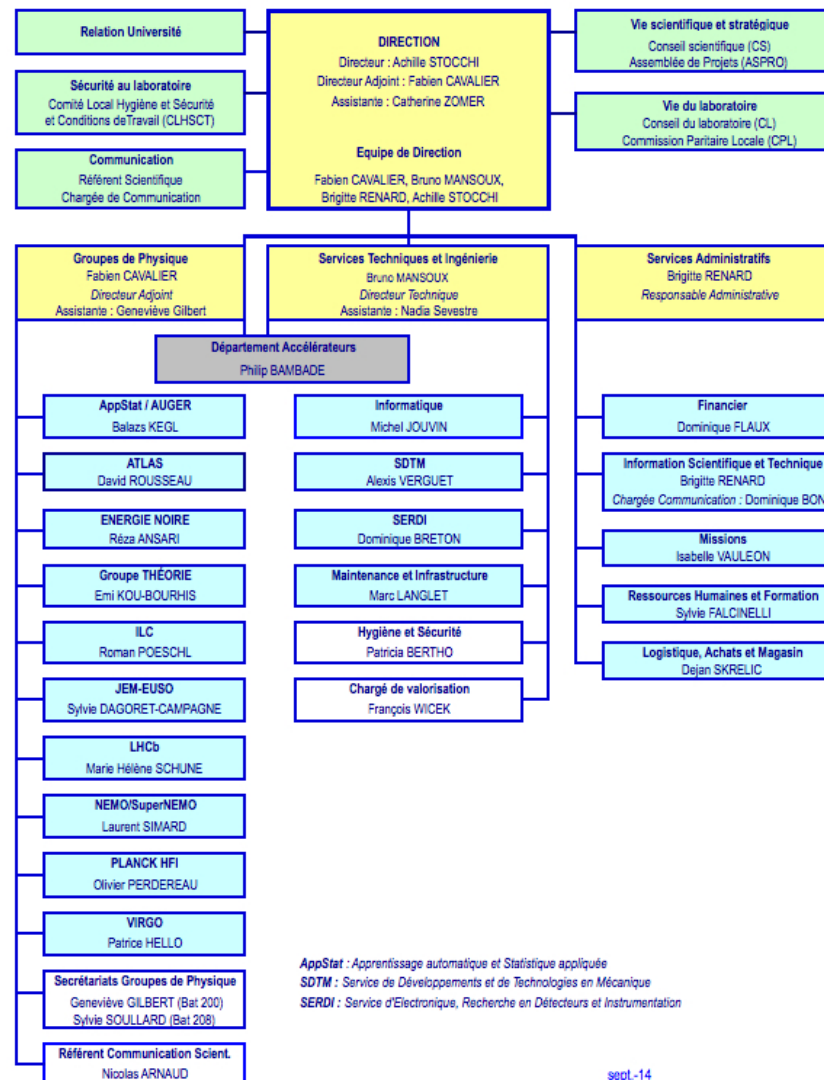 Relation Université
Sécurité au laboratoire
Comité Local Hygiène et Sécurité
et Conditions deTravail (CLHSCT)
Communication
Référent Scientifique
Chargée de Communication
DIRECTION
Directeur : Achille STOCCHI
Directeur Adjoint : Fabien CAVALIER
Assistante : Catherine ZOMER
Equipe de Direction
Fabien CAVALIER, Bruno MANSOUX,
Brigitte RENARD, Achille STOCCHI
Vie scientifique et stratégique
Conseil scientifique (CS)
Assemblée de Projets (ASPRO)
Vie du laboratoire
Conseil du laboratoire (CL)
Commission Paritaire Locale (CPL)
Groupes de Physique
Fabien CAVALIER
Directeur Adjoint
Assistante : Geneviève Gilbert
Services Techniques et Ingénierie
Bruno MANSOUX
Directeur Technique
Assistante : Nadia Sevestre
Services Administratifs
Brigitte RENARD
Responsable Administrative
Département Accélérateurs
Philip BAMBADE
AppStat / AUGER
Balazs KEGL
ATLAS
David ROUSSEAU
ENERGIE NOIRE
Réza ANSARI
Groupe THÉORIE
Emi KOU-BOURHIS
ILC
Roman POESCHL
JEM-EUSO
Sylvie DAGORET-CAMPAGNE
LHCb
Marie Hélène SCHUNE
NEMO/SuperNEMO
Laurent SIMARD
PLANCK HFI
Olivier PERDEREAU
VIRGO
Patrice HELLO
Secrétariats Groupes de Physique
Geneviève GILBERT (Bat 200)
Sylvie SOULLARD (Bat 208)
Référent Communication Scient.
Nicolas ARNAUD
Informatique
Michel JOUVIN
SDTM
Alexis VERGUET
SERDI
Dominique BRETON
Maintenance et Infrastructure
Marc LANGLET
Hygiène et Sécurité
Patricia BERTHO
Chargé de valorisation
François WICEK
Financier
Dominique FLAUX
Information Scientifique et Technique
Brigitte RENARD
Chargée Communication : Dominique BON
Missions
Isabelle VAULEON
Ressources Humaines et Formation
Sylvie FALCINELLI
Logistique, Achats et Magasin
Dejan SKRELIC
AppStat : Apprentissage automatique et Statistique appliquée
SDTM : Service de Développements et de Technologies en Mécanique
SERDI : Service d'Electronique, Recherche en Détecteurs et Instrumentation
sept.-14